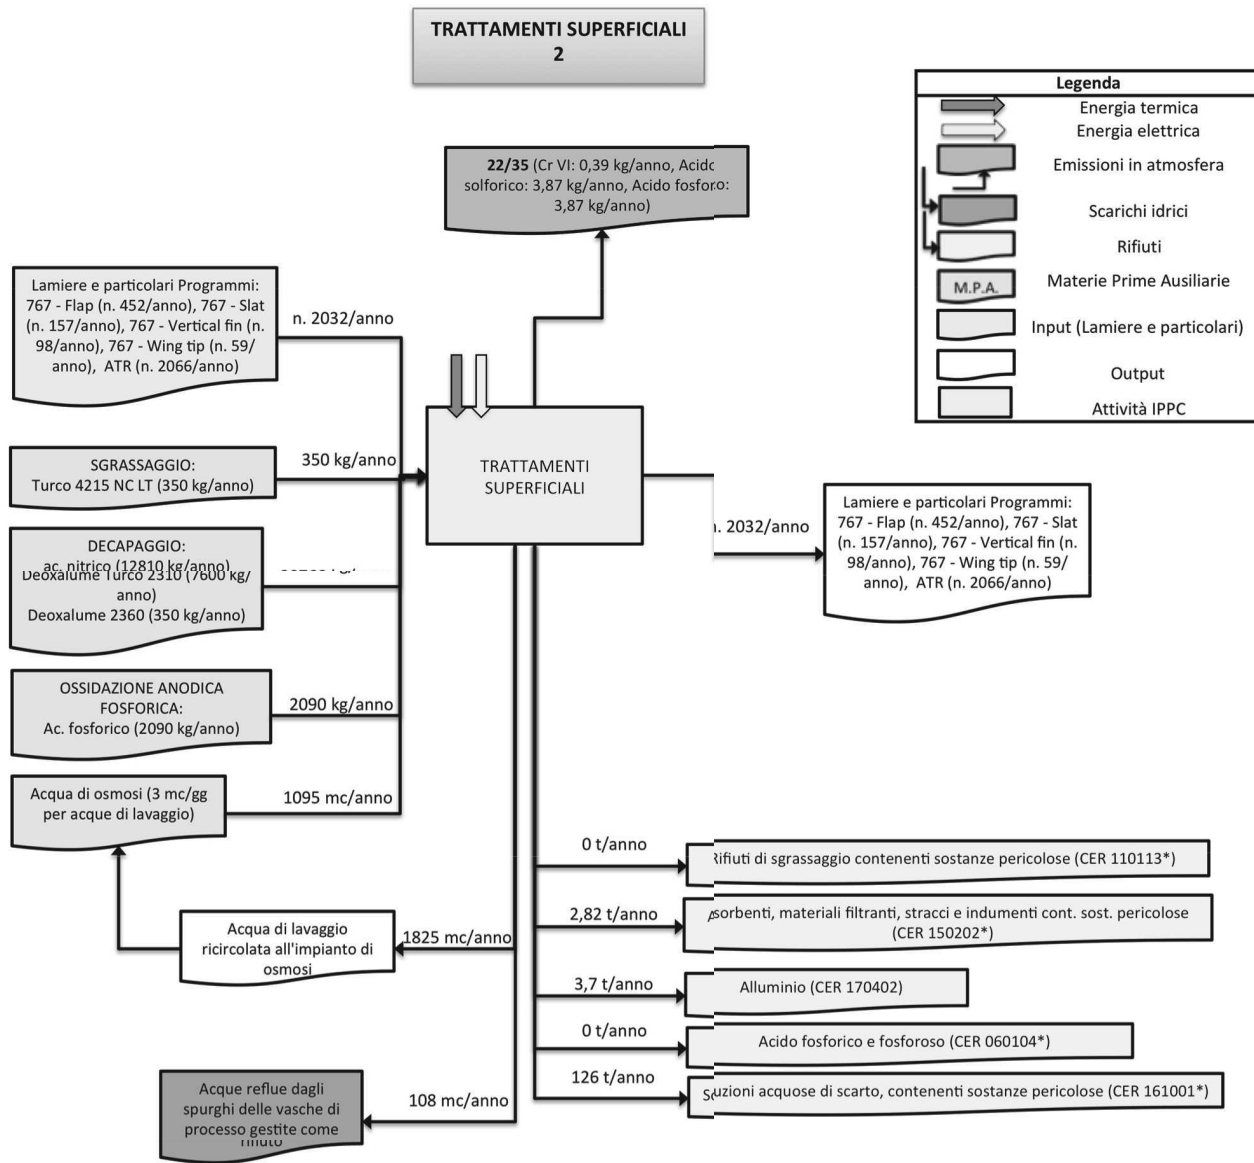 TRATTAMENTI SUPERFICIALI
2
Legenda
Energia termica
Energia elettrica
Emissioni in atmosfera
Scarichi idrici
Rifiuti
M.P.A.
Materie Prime Ausiliarie
Input (Lamiere e particolari)
Output
Attività IPPC
22/35 (Cr VI: 0,39 kg/anno, Acido
solforico: 3,87 kg/anno, Acido fosforo:
3,87 kg/anno)
Lamiere e particolari Programmi:
767 - Flap (n. 452/anno), 767 - Slat
(n. 157/anno), 767 - Vertical fin (n.
98/anno), 767 - Wing tip (n. 59/
anno), ATR (n. 2066/anno)
n. 2032/anno
SGRASSAGGIO:
Turco 4215 NC LT (350 kg/anno)
350 kg/anno
TRATTAMENTI
SUPERFICIALI
n. 2032/anno
Lamiere e particolari Programmi:
767 - Flap (n. 452/anno), 767 - Slat
(n. 157/anno), 767 - Vertical fin (n.
98/anno), 767 - Wing tip (n. 59/
anno), ATR (n. 2066/anno)
DECAPAGGIO:
ac. nitrico (12810 kg/anno)
Deoxalume Turco 2310 (7600 kg/
anno)
Deoxalume 2360 (350 kg/anno)
OSSIDAZIONE ANODICA
FOSFORICA:
Ac. fosforico (2090 kg/anno)
2090 kg/anno
Acqua di osmosi (3 mc/gg
per acque di lavaggio)
1095 mc/anno
0 t/anno
Rifiuti di sgrassaggio contenenti sostanze pericolose (CER 110113*)
2,82 t/anno
sorbenti, materiali filtranti, stracci e indumenti cont. sost. pericolose
(CER 150202*)
Acqua di lavaggio
ricircolata all'impianto di
osmosi
1825 mc/anno
3,7 t/anno
Alluminio (CER 170402)
0 t/anno
Acido fosforico e fosforoso (CER 060104*)
126 t/anno
uzioni acquose di scarto, contenenti sostanze pericolose (CER 161001*)
Acque reflue dagli
spurghi delle vasche di
processo gestite come
rifiuto
108 mc/anno